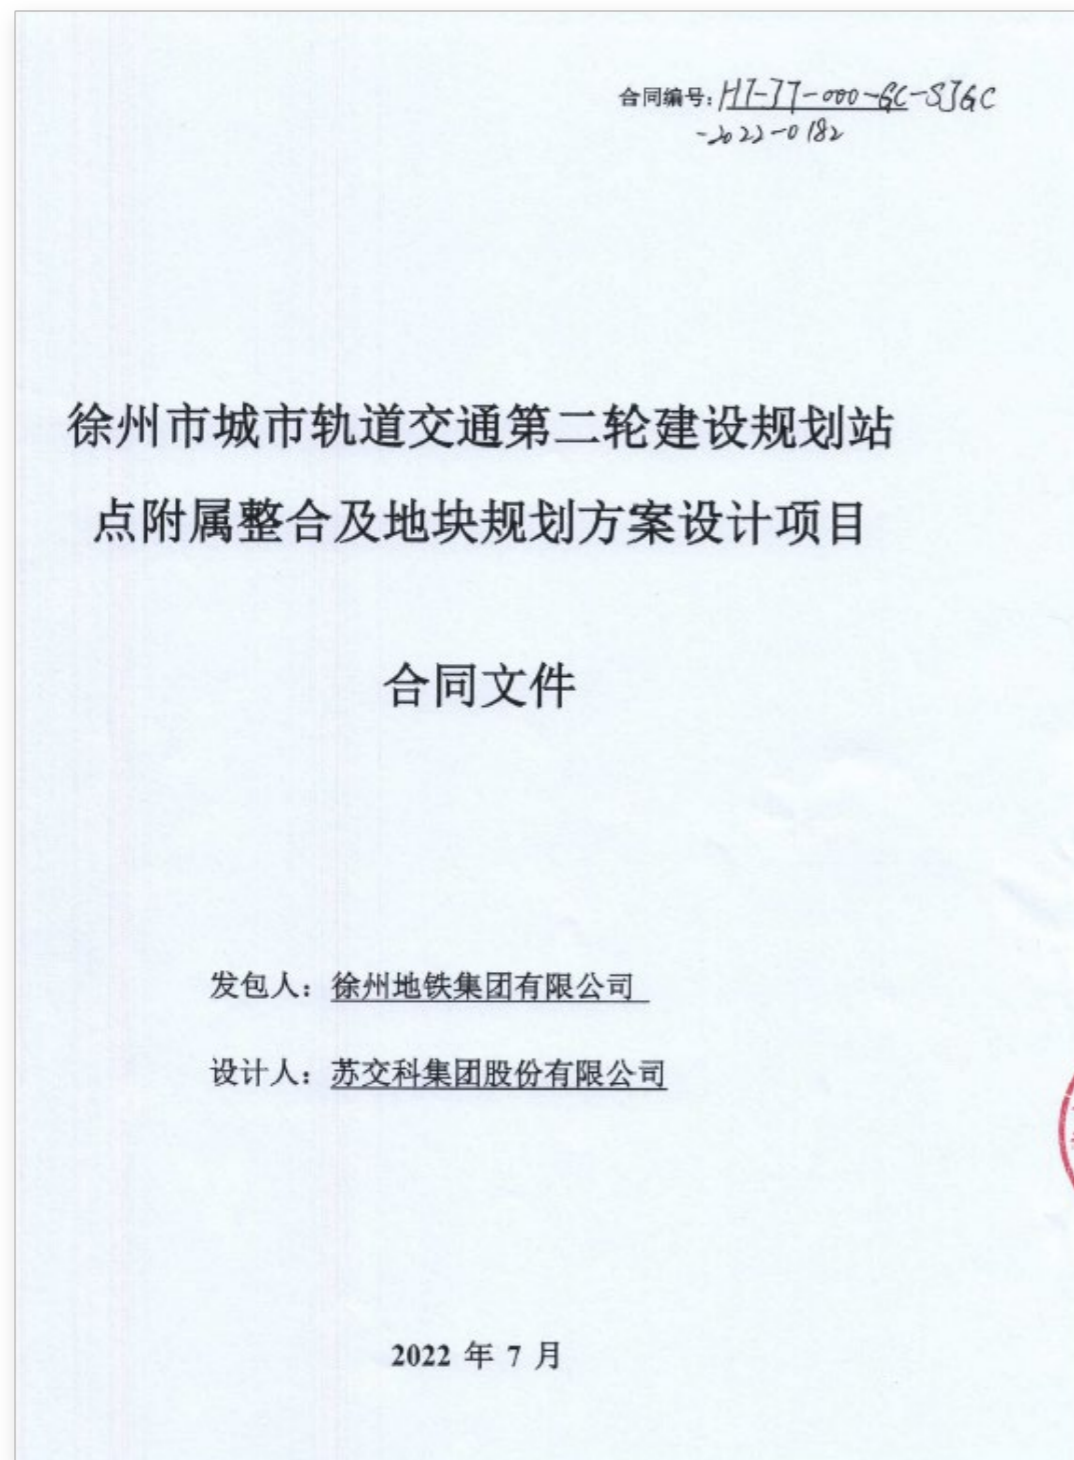 合同编号: HT-JT-000-GC-SJGC
-2022-0182
徐州市城市轨道交通第二轮建设规划站
点附属整合及地块规划方案设计项目
合同文件
发包人：徐州地铁集团有限公司
设计人：苏交科集团股份有限公司
2022 年 7 月